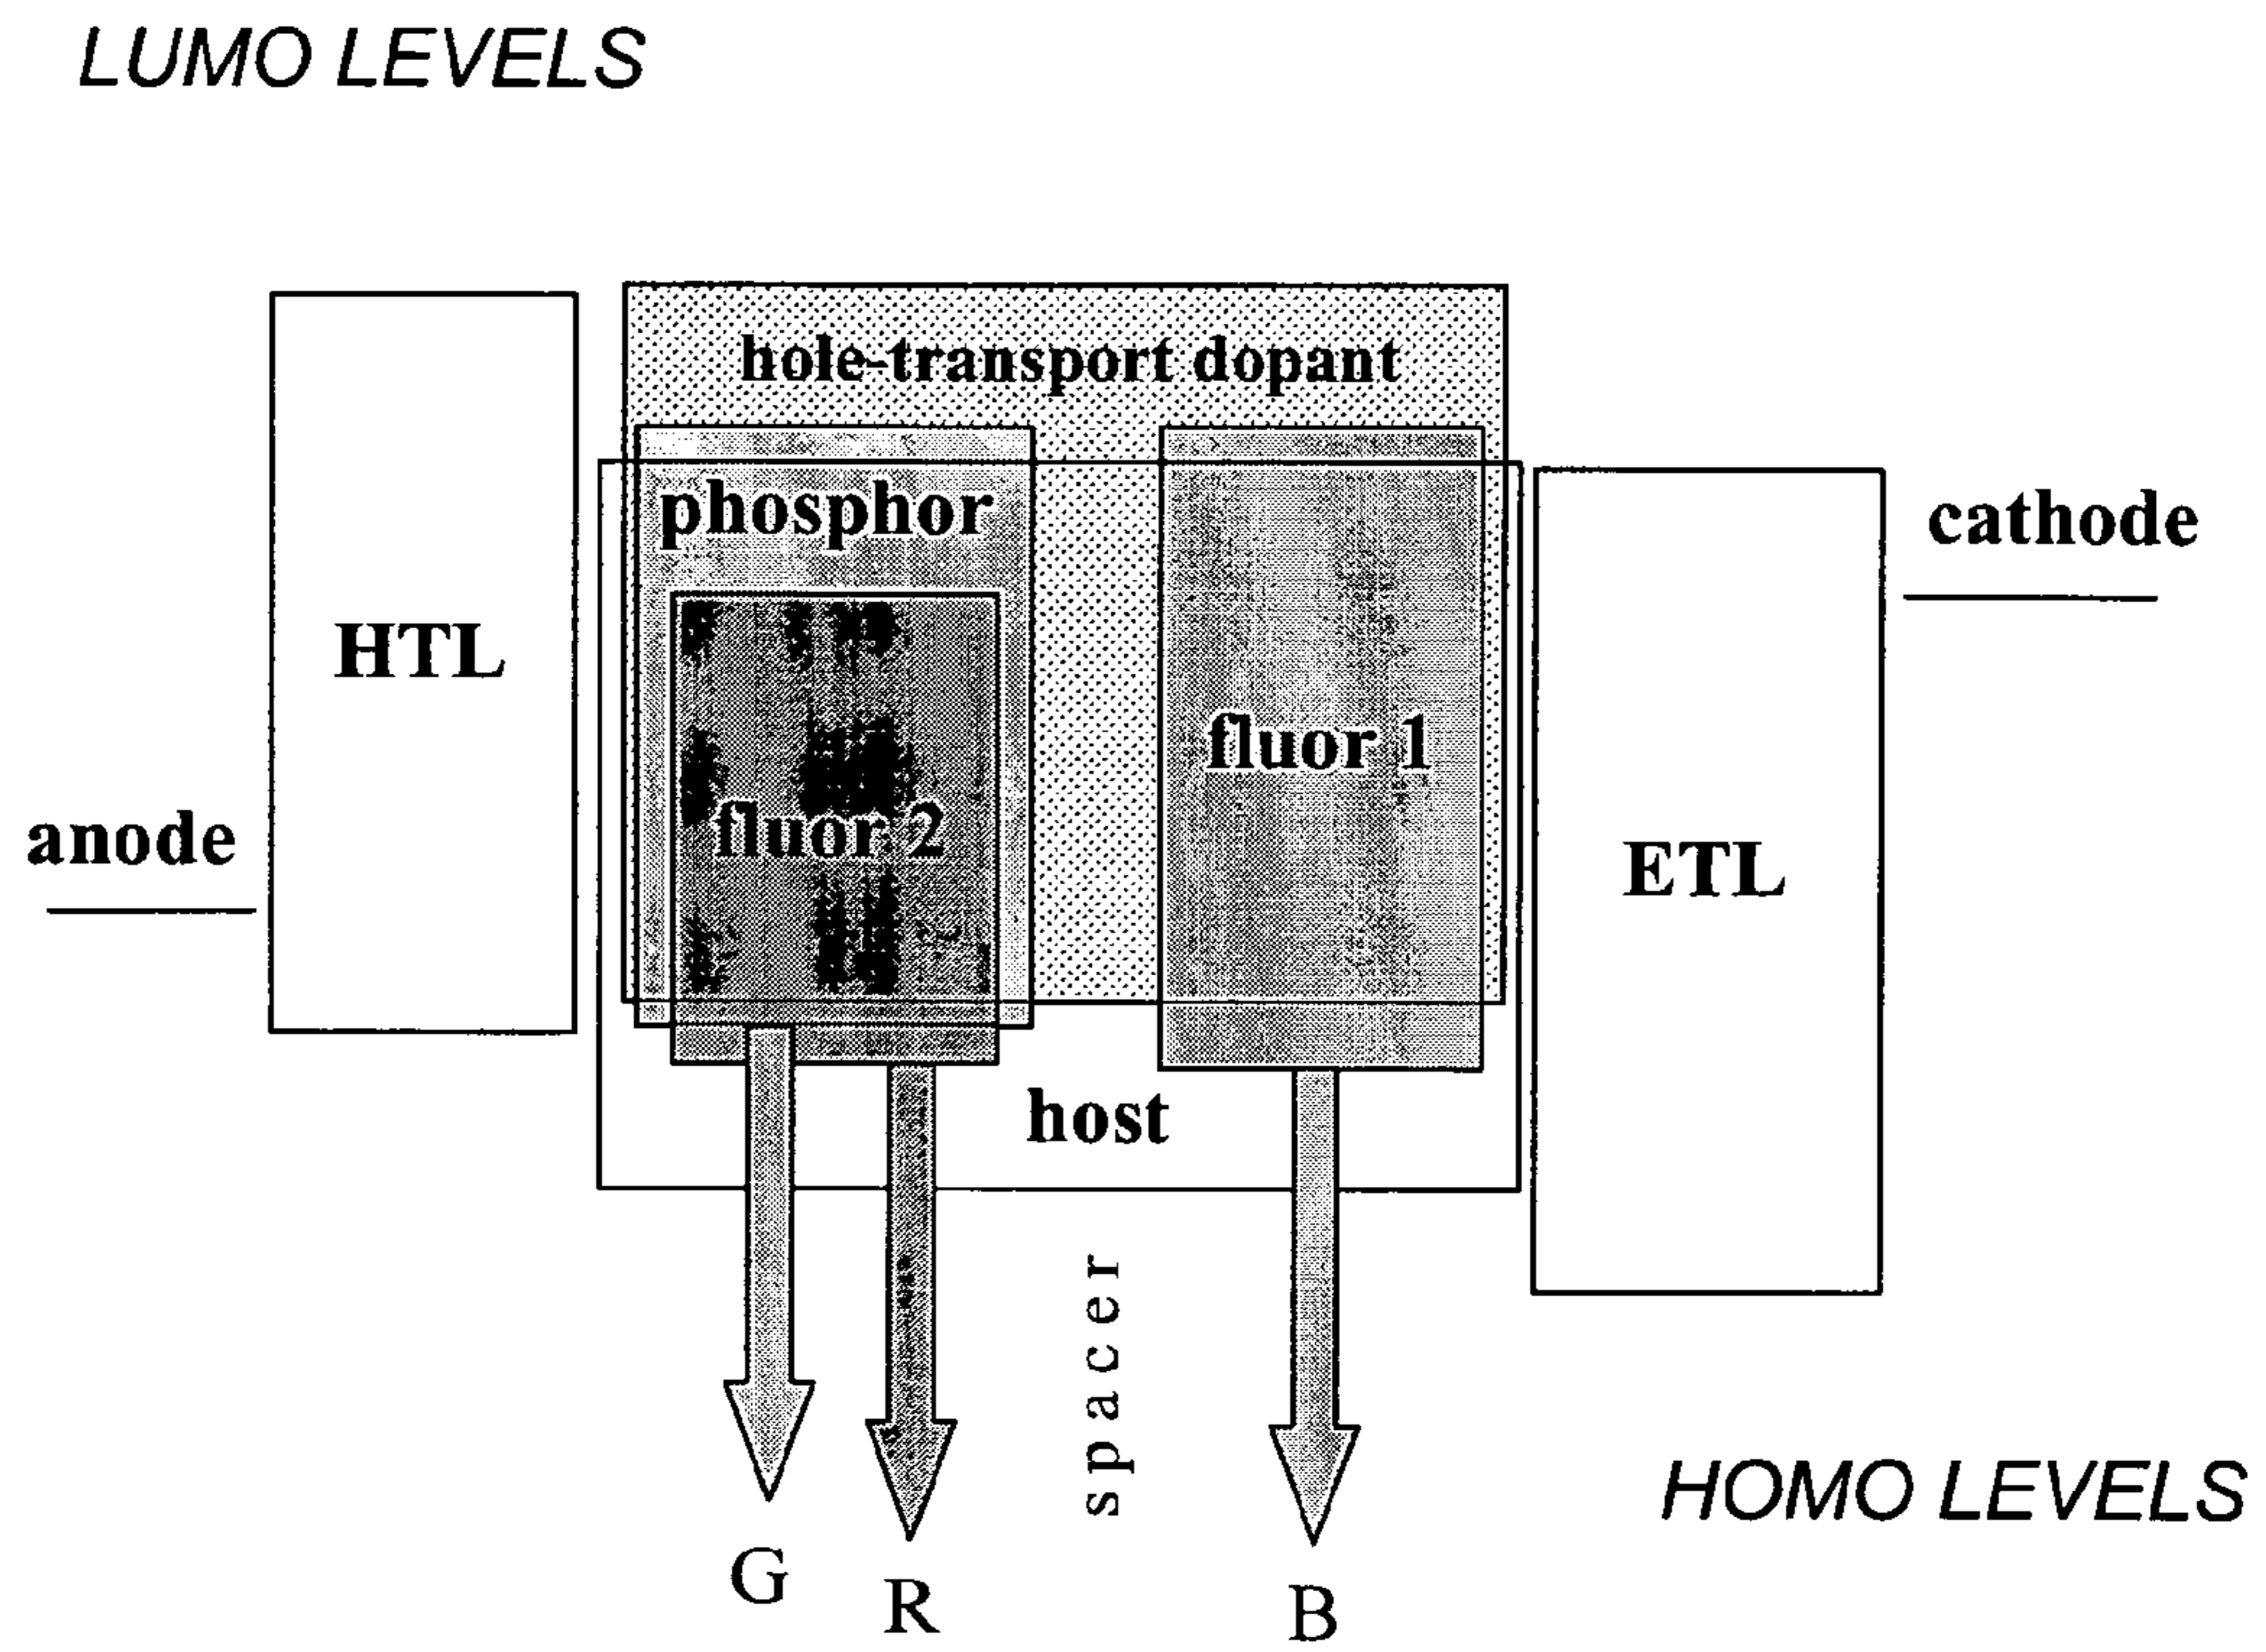 LUMO LEVELS
hole-transport dopant
phosphor
cathode
HTL
fluor 1
fluor 2
anode
ETL
host
spacer
HOMO LEVELS
G
R
B